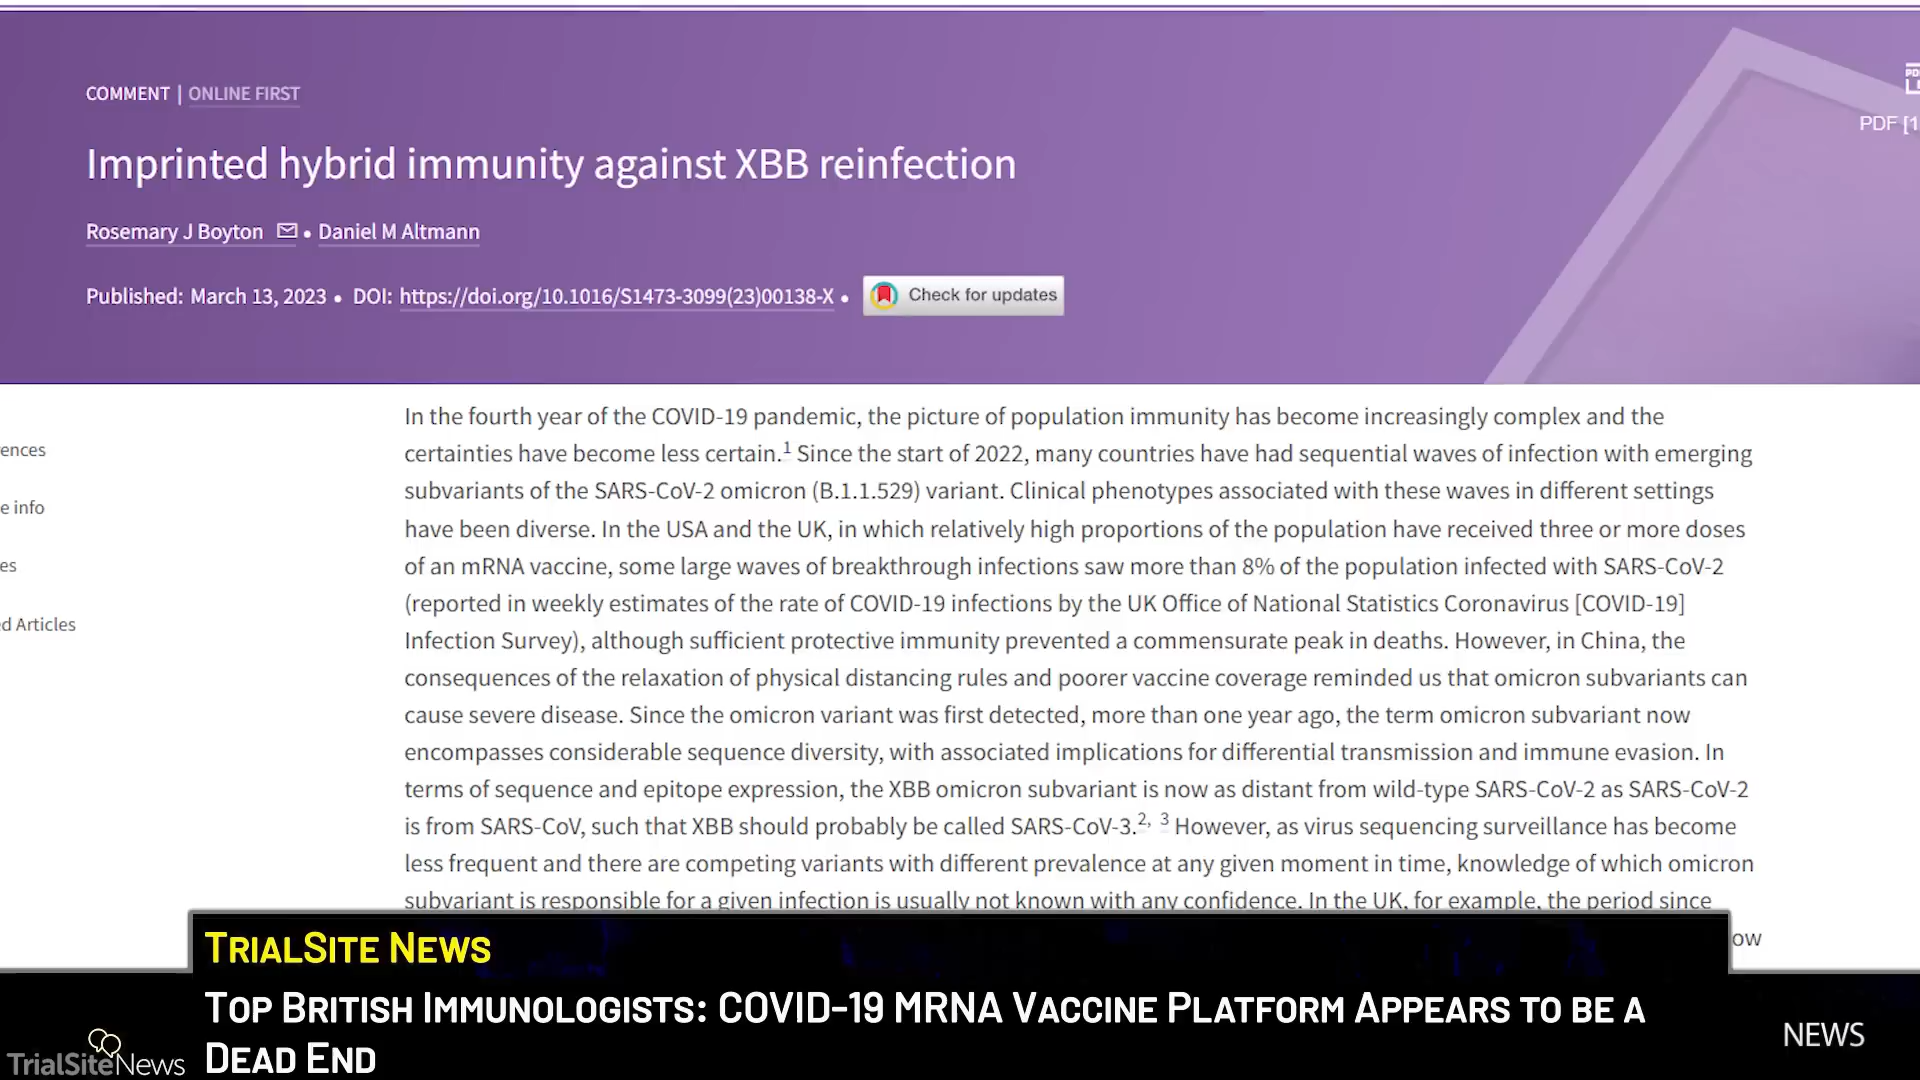 COMMENT | ONLINE FIRST
PDF [1
Imprinted hybrid immunity against XBB reinfection
Rosemary J Boyton • Daniel M Altmann
Published: March 13, 2023 • DOI: https://doi.org/10.1016/S1473-3099(23)00138-X • Check for updates
In the fourth year of the COVID-19 pandemic, the picture of population immunity has become increasingly complex and the
certainties have become less certain.1 Since the start of 2022, many countries have had sequential waves of infection with emerging
subvariants of the SARS-CoV-2 omicron (B.1.1.529) variant. Clinical phenotypes associated with these waves in different settings
have been diverse. In the USA and the UK, in which relatively high proportions of the population have received three or more doses
of an mRNA vaccine, some large waves of breakthrough infections saw more than 8% of the population infected with SARS-CoV-2
(reported in weekly estimates of the rate of COVID-19 infections by the UK Office of National Statistics Coronavirus [COVID-19]
Infection Survey), although sufficient protective immunity prevented a commensurate peak in deaths. However, in China, the
consequences of the relaxation of physical distancing rules and poorer vaccine coverage reminded us that omicron subvariants can
cause severe disease. Since the omicron variant was first detected, more than one year ago, the term omicron subvariant now
encompasses considerable sequence diversity, with associated implications for differential transmission and immune evasion. In
terms of sequence and epitope expression, the XBB omicron subvariant is now as distant from wild-type SARS-CoV-2 as SARS-CoV-2
is from SARS-CoV, such that XBB should probably be called SARS-CoV-3.2, 3 However, as virus sequencing surveillance has become
less frequent and there are competing variants with different prevalence at any given moment in time, knowledge of which omicron
subvariant is responsible for a given infection is usually not known with any confidence. In the UK, for example, the period since
ow
ences
e info
es
d Articles
TrialSite News
Top British Immunologists: COVID-19 MRNA Vaccine Platform Appears to be a
Dead End
TrialSiteNews
NEWS